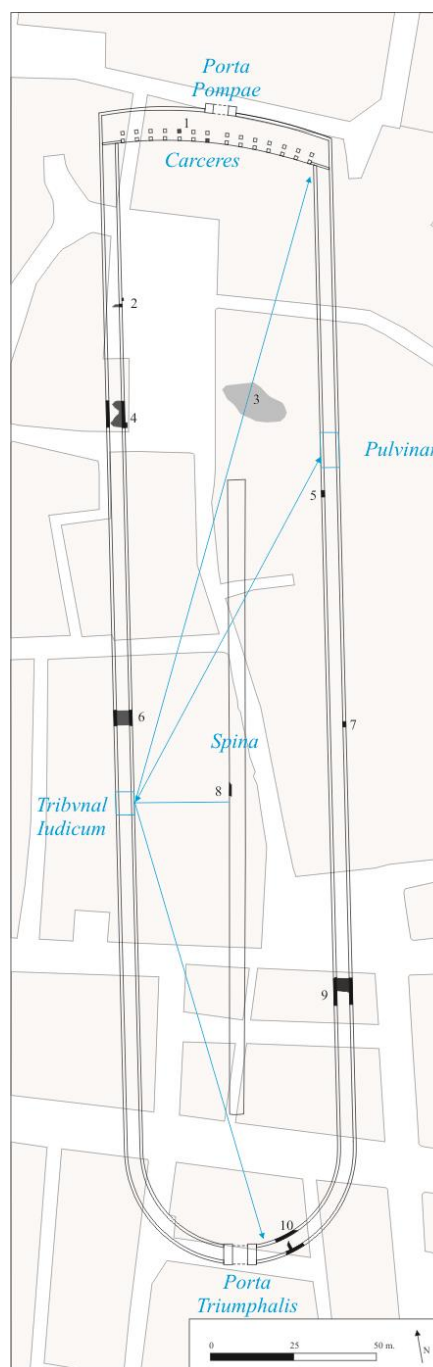 Porta
Pompae
1
Carceres
2
3
4
Pulvinar
5
6
7
Spina
8
Tribvnal
Iudicum
9
10
Porta
Triumphalis
0 25 50 m.
N